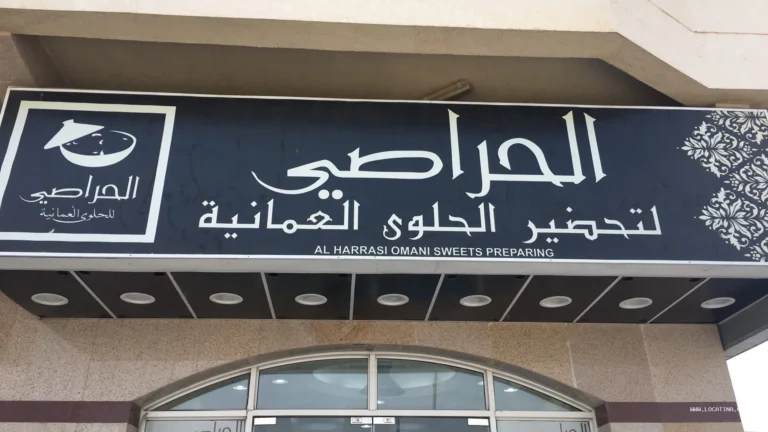 الحراصي
لتحضير الحلوى العمانية
AL HARRASI OMANI SWEETS PREPARING
الحراصي
للحلوى العمانية